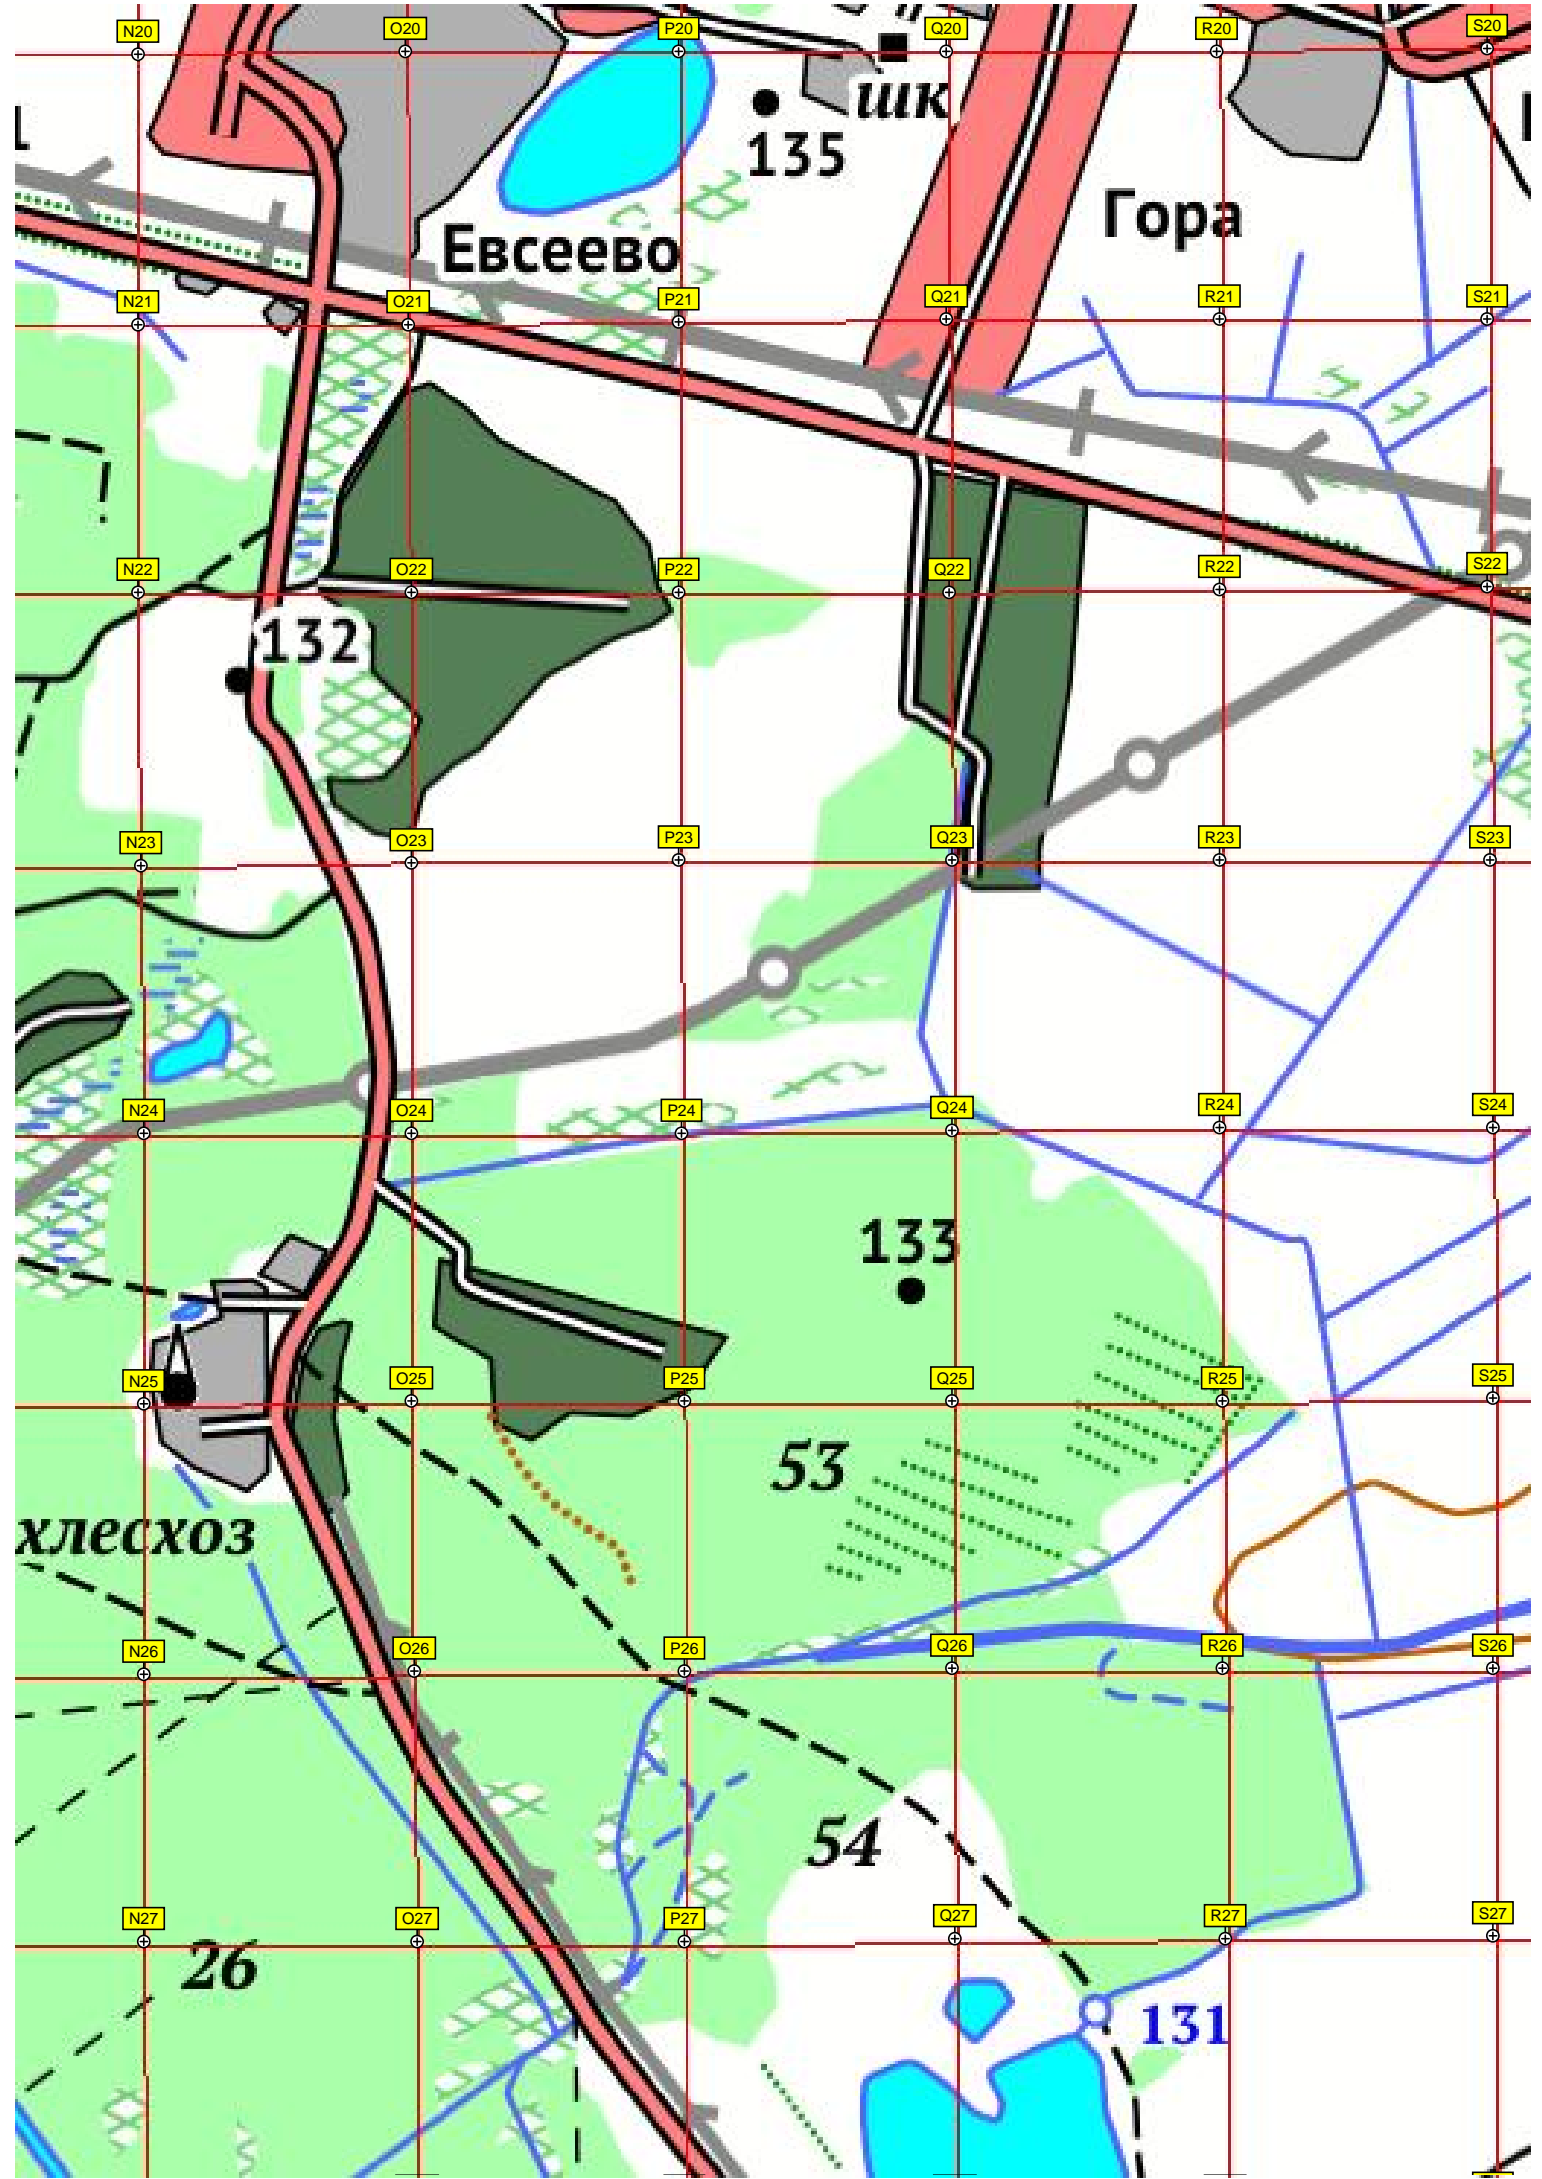 N20 O20 P20 Q20 R20 S20
шк
135
Гора
Евсеево
N21 O21 P21 Q21 R21 S21
N22 O22 P22 Q22 R22 S22
132
N23 O23 P23 Q23 R23 S23
N24 O24 P24 Q24 R24 S24
133
N25 O25 P25 Q25 R25 S25
53
хлесхоз
N26 O26 P26 Q26 R26 S26
54
N27 O27 P27 Q27 R27 S27
26
131